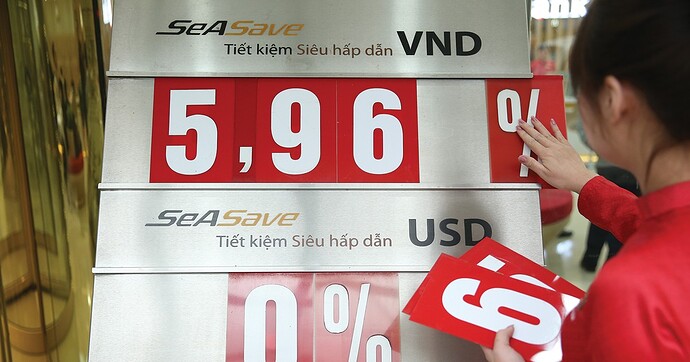 SeASave
Tiết kiệm Siêu hấp dẫn VND
5,96 %
SeASave
Tiết kiệm Siêu hấp dẫn USD
0%